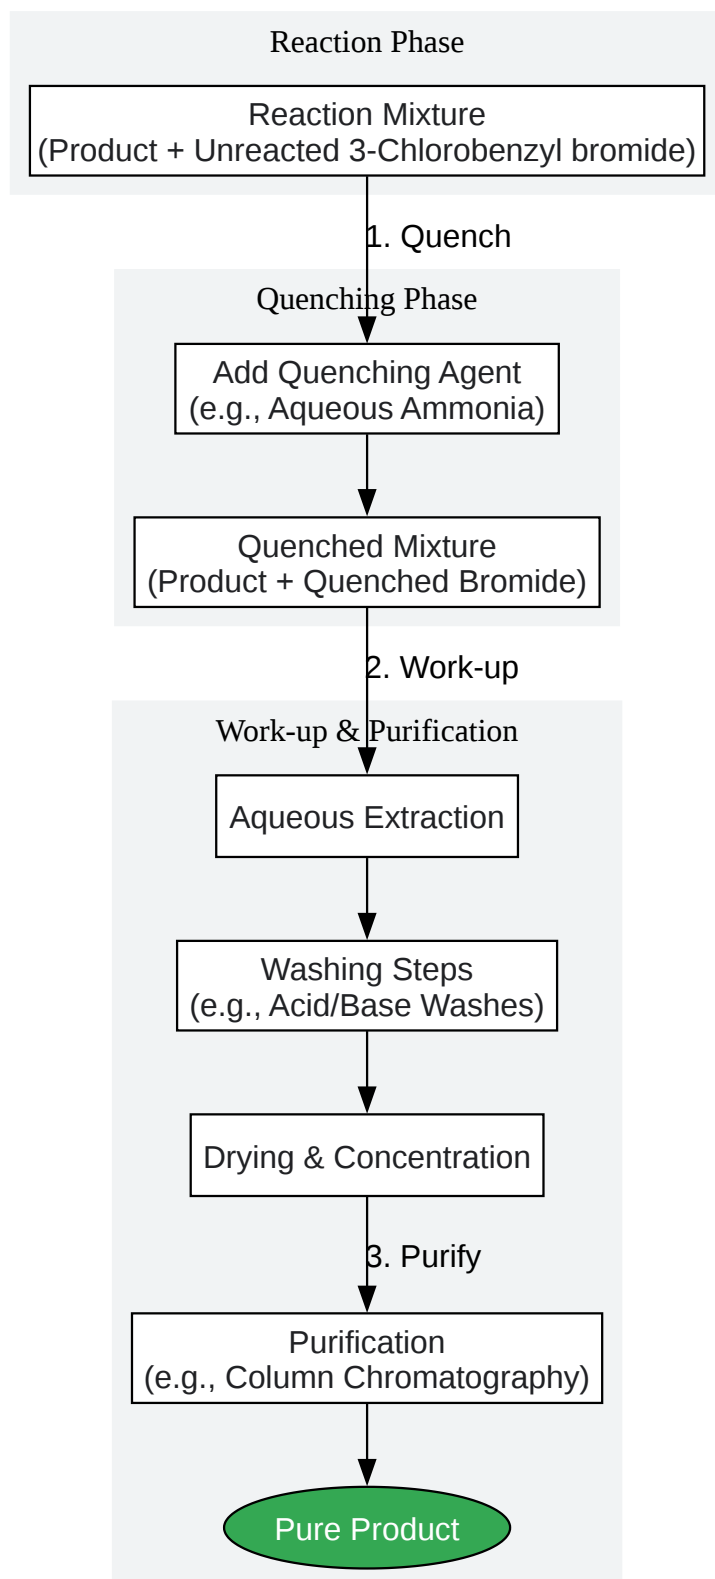 Reaction Phase
Reaction Mixture
(Product + Unreacted 3-Chlorobenzyl bromide)
1. Quench
Quenching Phase
Add Quenching Agent
(e.g., Aqueous Ammonia)
Quenched Mixture
(Product + Quenched Bromide)
2. Work-up
Work-up & Purification
Aqueous Extraction
Washing Steps
(e.g., Acid/Base Washes)
Drying & Concentration
3. Purify
Purification
(e.g., Column Chromatography)
Pure Product